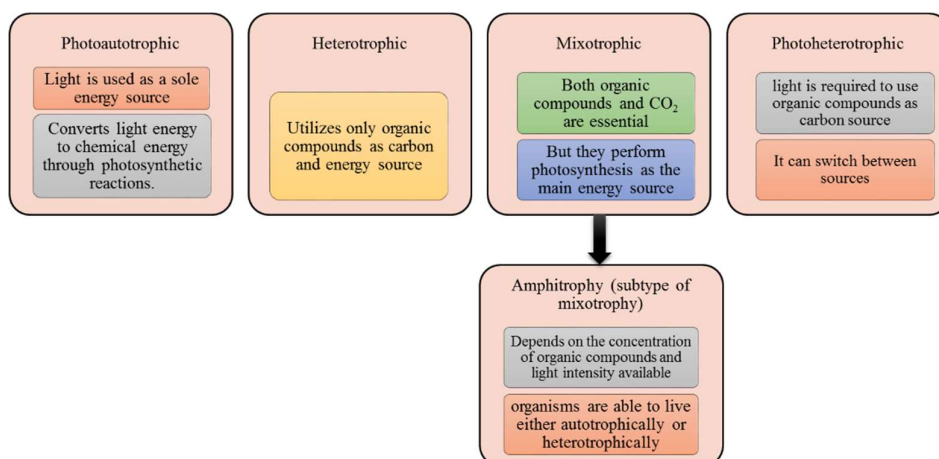 Photoautotrophic
Light is used as a sole
energy source
Converts light energy
to chemical energy
through photosynthetic
reactions.
Heterotrophic
Utilizes only organic
compounds as carbon
and energy source
Mixotrophic
Both organic
compounds and CO₂
are essential
But they perform
photosynthesis as the
main energy source
Photoheterotrophic
light is required to use
organic compounds as
carbon source
It can switch between
sources
Amphitrophy (subtype of
mixotrophy)
Depends on the concentration
of organic compounds and
light intensity available
organisms are able to live
either autotrophically or
heterotrophically